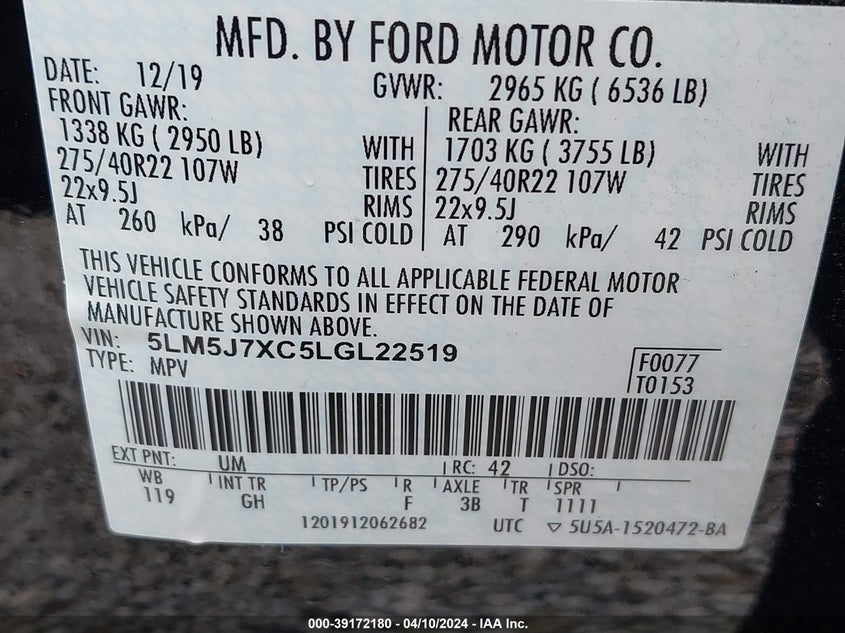 MFD. BY FORD MOTOR CO.
DATE: 12/19 GVWR: 2965 KG ( 6536 LB)
FRONT GAWR: REAR GAWR:
1338 KG ( 2950 LB) WITH 1703 KG ( 3755 LB) WITH
275/40R22 107W TIRES 275/40R22 107W TIRES
22x9.5J RIMS 22x9.5J RIMS
AT 260 kPa/ 38 PSI COLD AT 290 kPa/ 42 PSI COLD
THIS VEHICLE CONFORMS TO ALL APPLICABLE FEDERAL MOTOR
VEHICLE SAFETY STANDARDS IN EFFECT ON THE DATE OF
MANUFACTURE SHOWN ABOVE.
VIN: 5LM5J7XC5LGL22519
TYPE: MPV F0077
T0153
EXT PNT: UM RC: 42 DSO:
WB INT TR TP/PS R AXLE TR SPR
119 GH F 3B T 1111
1201912062682 UTC ▽ 5U5A-1520472-BA
000-39172180 - 04/10/2024 - IAA Inc.